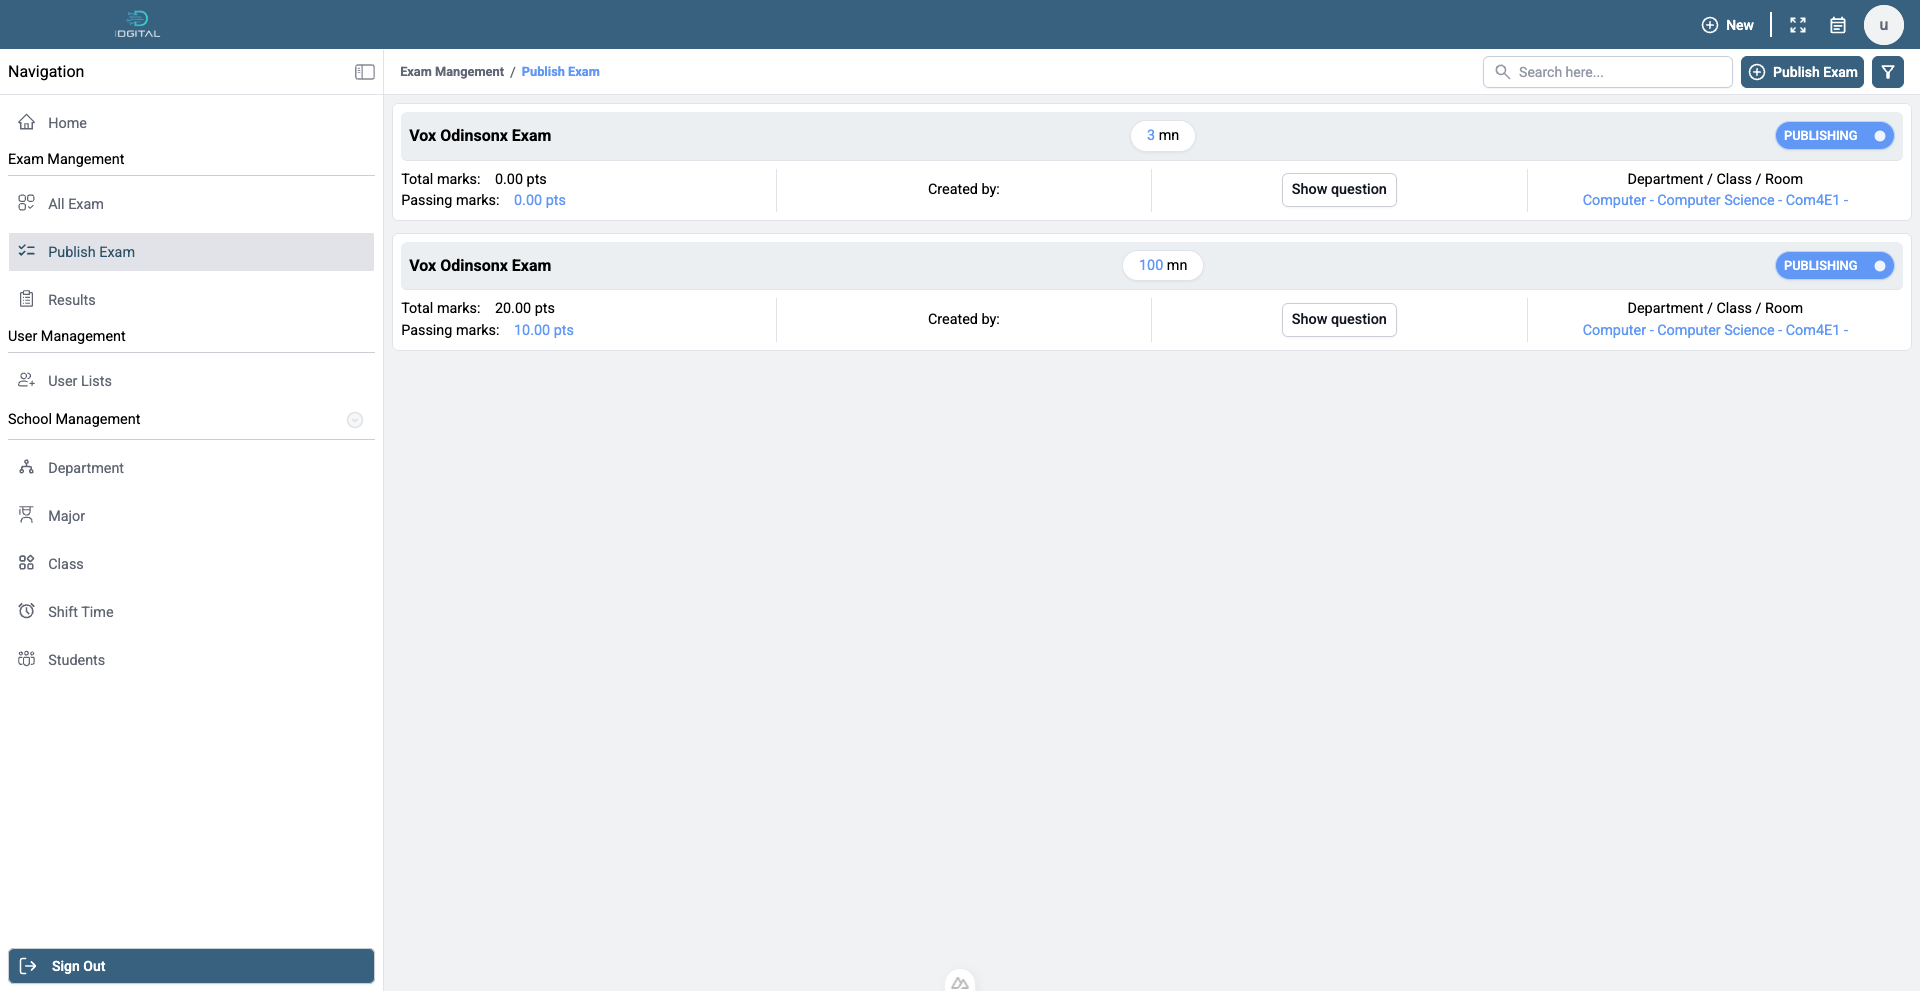 DGITAL
New
u
Navigation
Exam Mangement / Publish Exam
Search here...
Publish Exam
Home
Exam Mangement
All Exam
Publish Exam
Results
User Management
User Lists
School Management
Department
Major
Class
Shift Time
Students
Sign Out
Vox Odinsonx Exam
3 mn
PUBLISHING
Total marks: 0.00 pts
Passing marks: 0.00 pts
Created by:
Show question
Department / Class / Room
Computer - Computer Science - Com4E1 -
Vox Odinsonx Exam
100 mn
PUBLISHING
Total marks: 20.00 pts
Passing marks: 10.00 pts
Created by:
Show question
Department / Class / Room
Computer - Computer Science - Com4E1 -